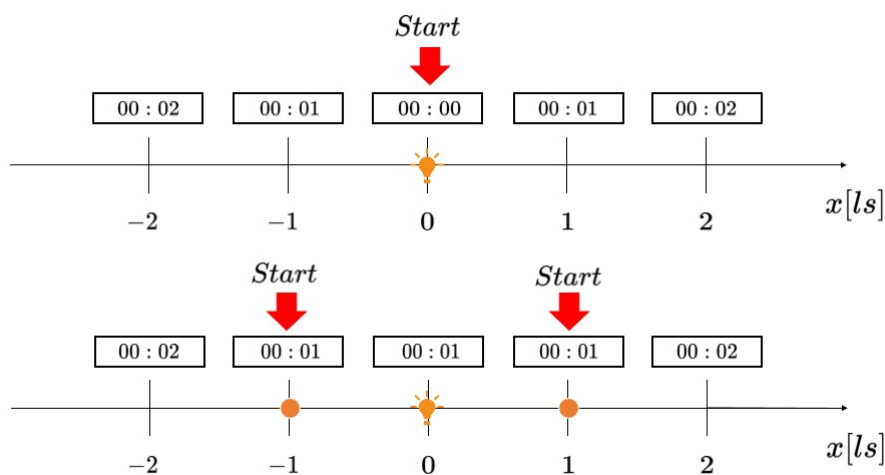 Start
00 : 02 00 : 01 00 : 00 00 : 01 00 : 02
−2 −1 0 1 2 x[ls]
Start Start
00 : 02 00 : 01 00 : 01 00 : 01 00 : 02
−2 −1 0 1 2 x[ls]